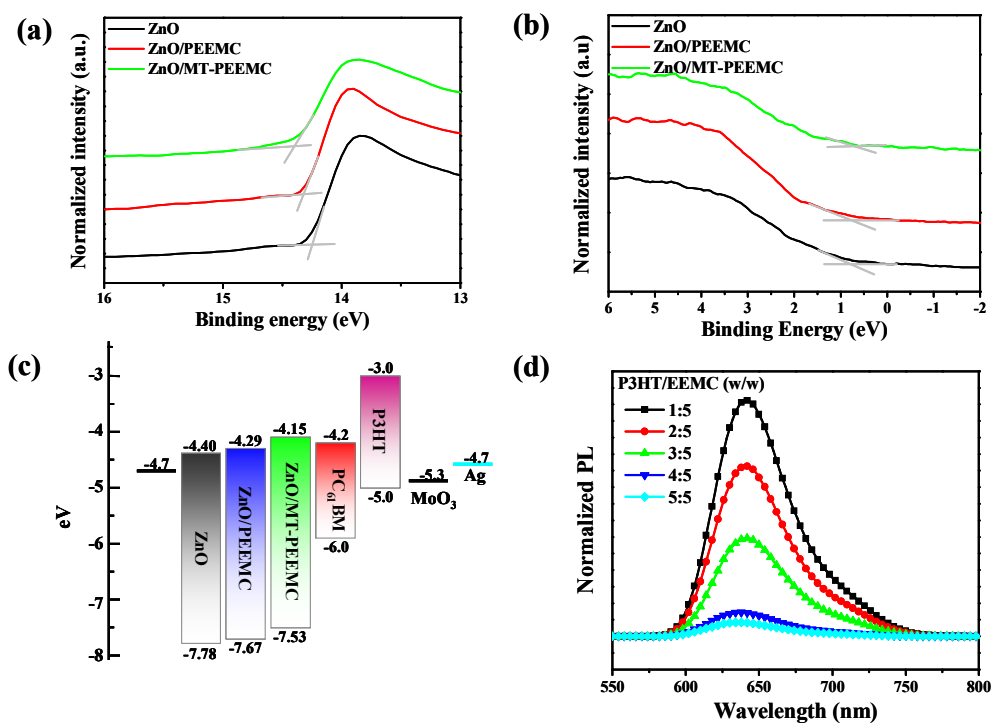 (a)
ZnO
ZnO/PEEMC
ZnO/MT-PEEMC
Normalized intensity (a.u.)
16 15 14 13
Binding energy (eV)
(b)
ZnO
ZnO/PEEMC
ZnO/MT-PEEMC
Normalized intensity (a.u)
6 5 4 3 2 1 0 -1 -2
Binding Energy (eV)
(c)
eV
-3
-4
-5
-6
-7
-8
-4.7
-4.40
ZnO
-7.78
-4.29
ZnO/PEEMC
-7.67
-4.15
ZnO/MT-PEEMC
-7.53
-4.2
PC61BM
-6.0
-3.0
P3HT
-5.0
-5.3
MoO3
-4.7
Ag
(d)
P3HT/EEMC (w/w)
1:5
2:5
3:5
4:5
5:5
Normalized PL
550 600 650 700 750 800
Wavelength (nm)